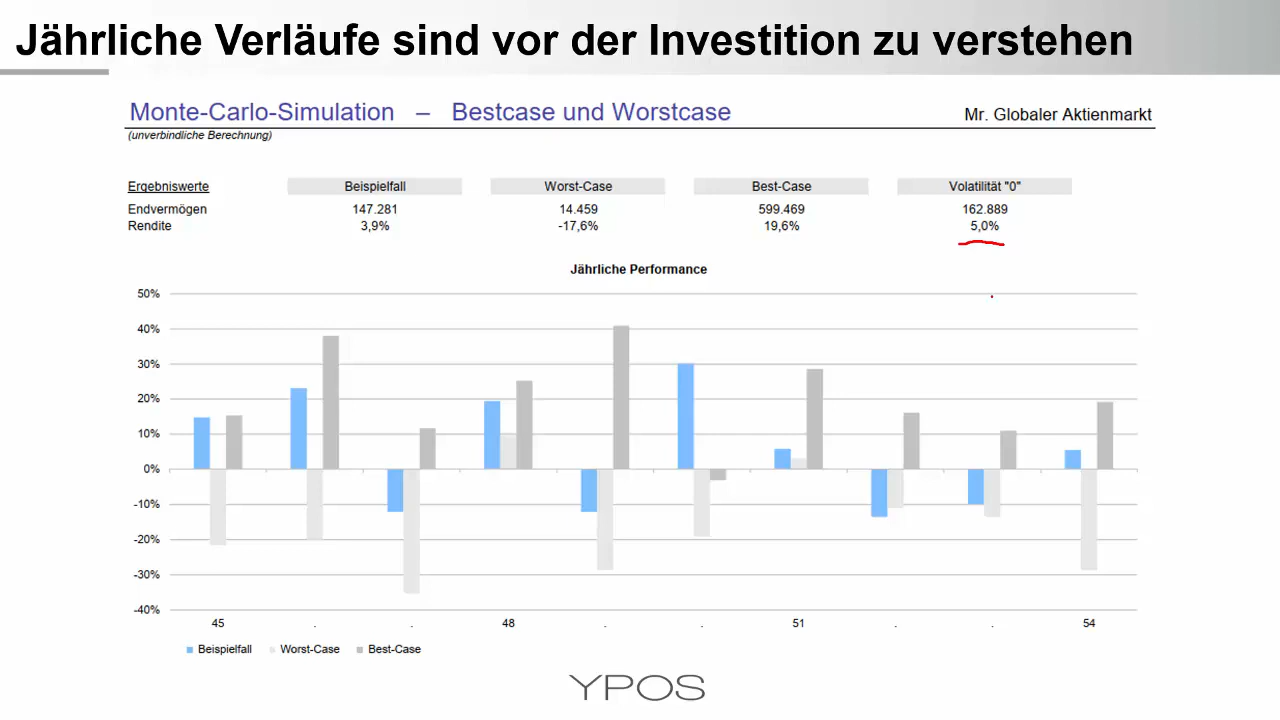 Jährliche Verläufe sind vor der Investition zu verstehen
Monte-Carlo-Simulation – Bestcase und Worstcase
Mr. Globaler Aktienmarkt
(unverbindliche Berechnung)
Ergebniswerte Beispielfall Worst-Case Best-Case Volatilität "0"
Endvermögen 147.281 14.459 599.469 162.889
Rendite 3,9% -17,6% 19,6% 5,0%
Jährliche Performance
50%
40%
30%
20%
10%
0%
-10%
-20%
-30%
-40%
45 . . 48 . . 51 . . 54
Beispielfall Worst-Case Best-Case
YPOS